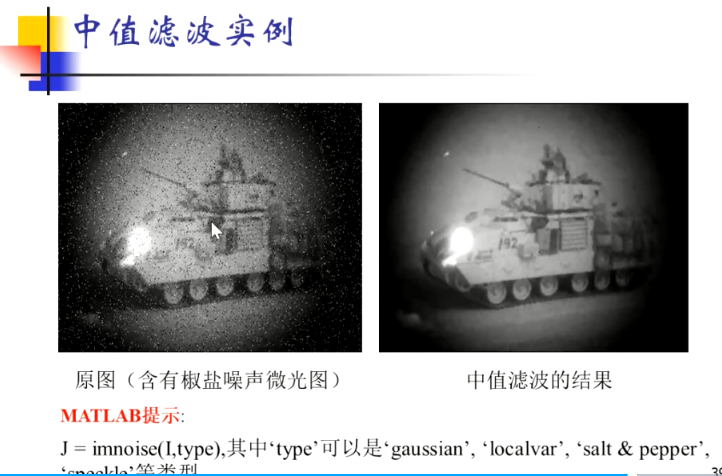 中值滤波实例
192
192
原图（含有椒盐噪声微光图）
中值滤波的结果
MATLAB提示:
J = imnoise(I,type),其中‘type’可以是‘gaussian’, ‘localvar’, ‘salt & pepper’,
‘speckle’等类型